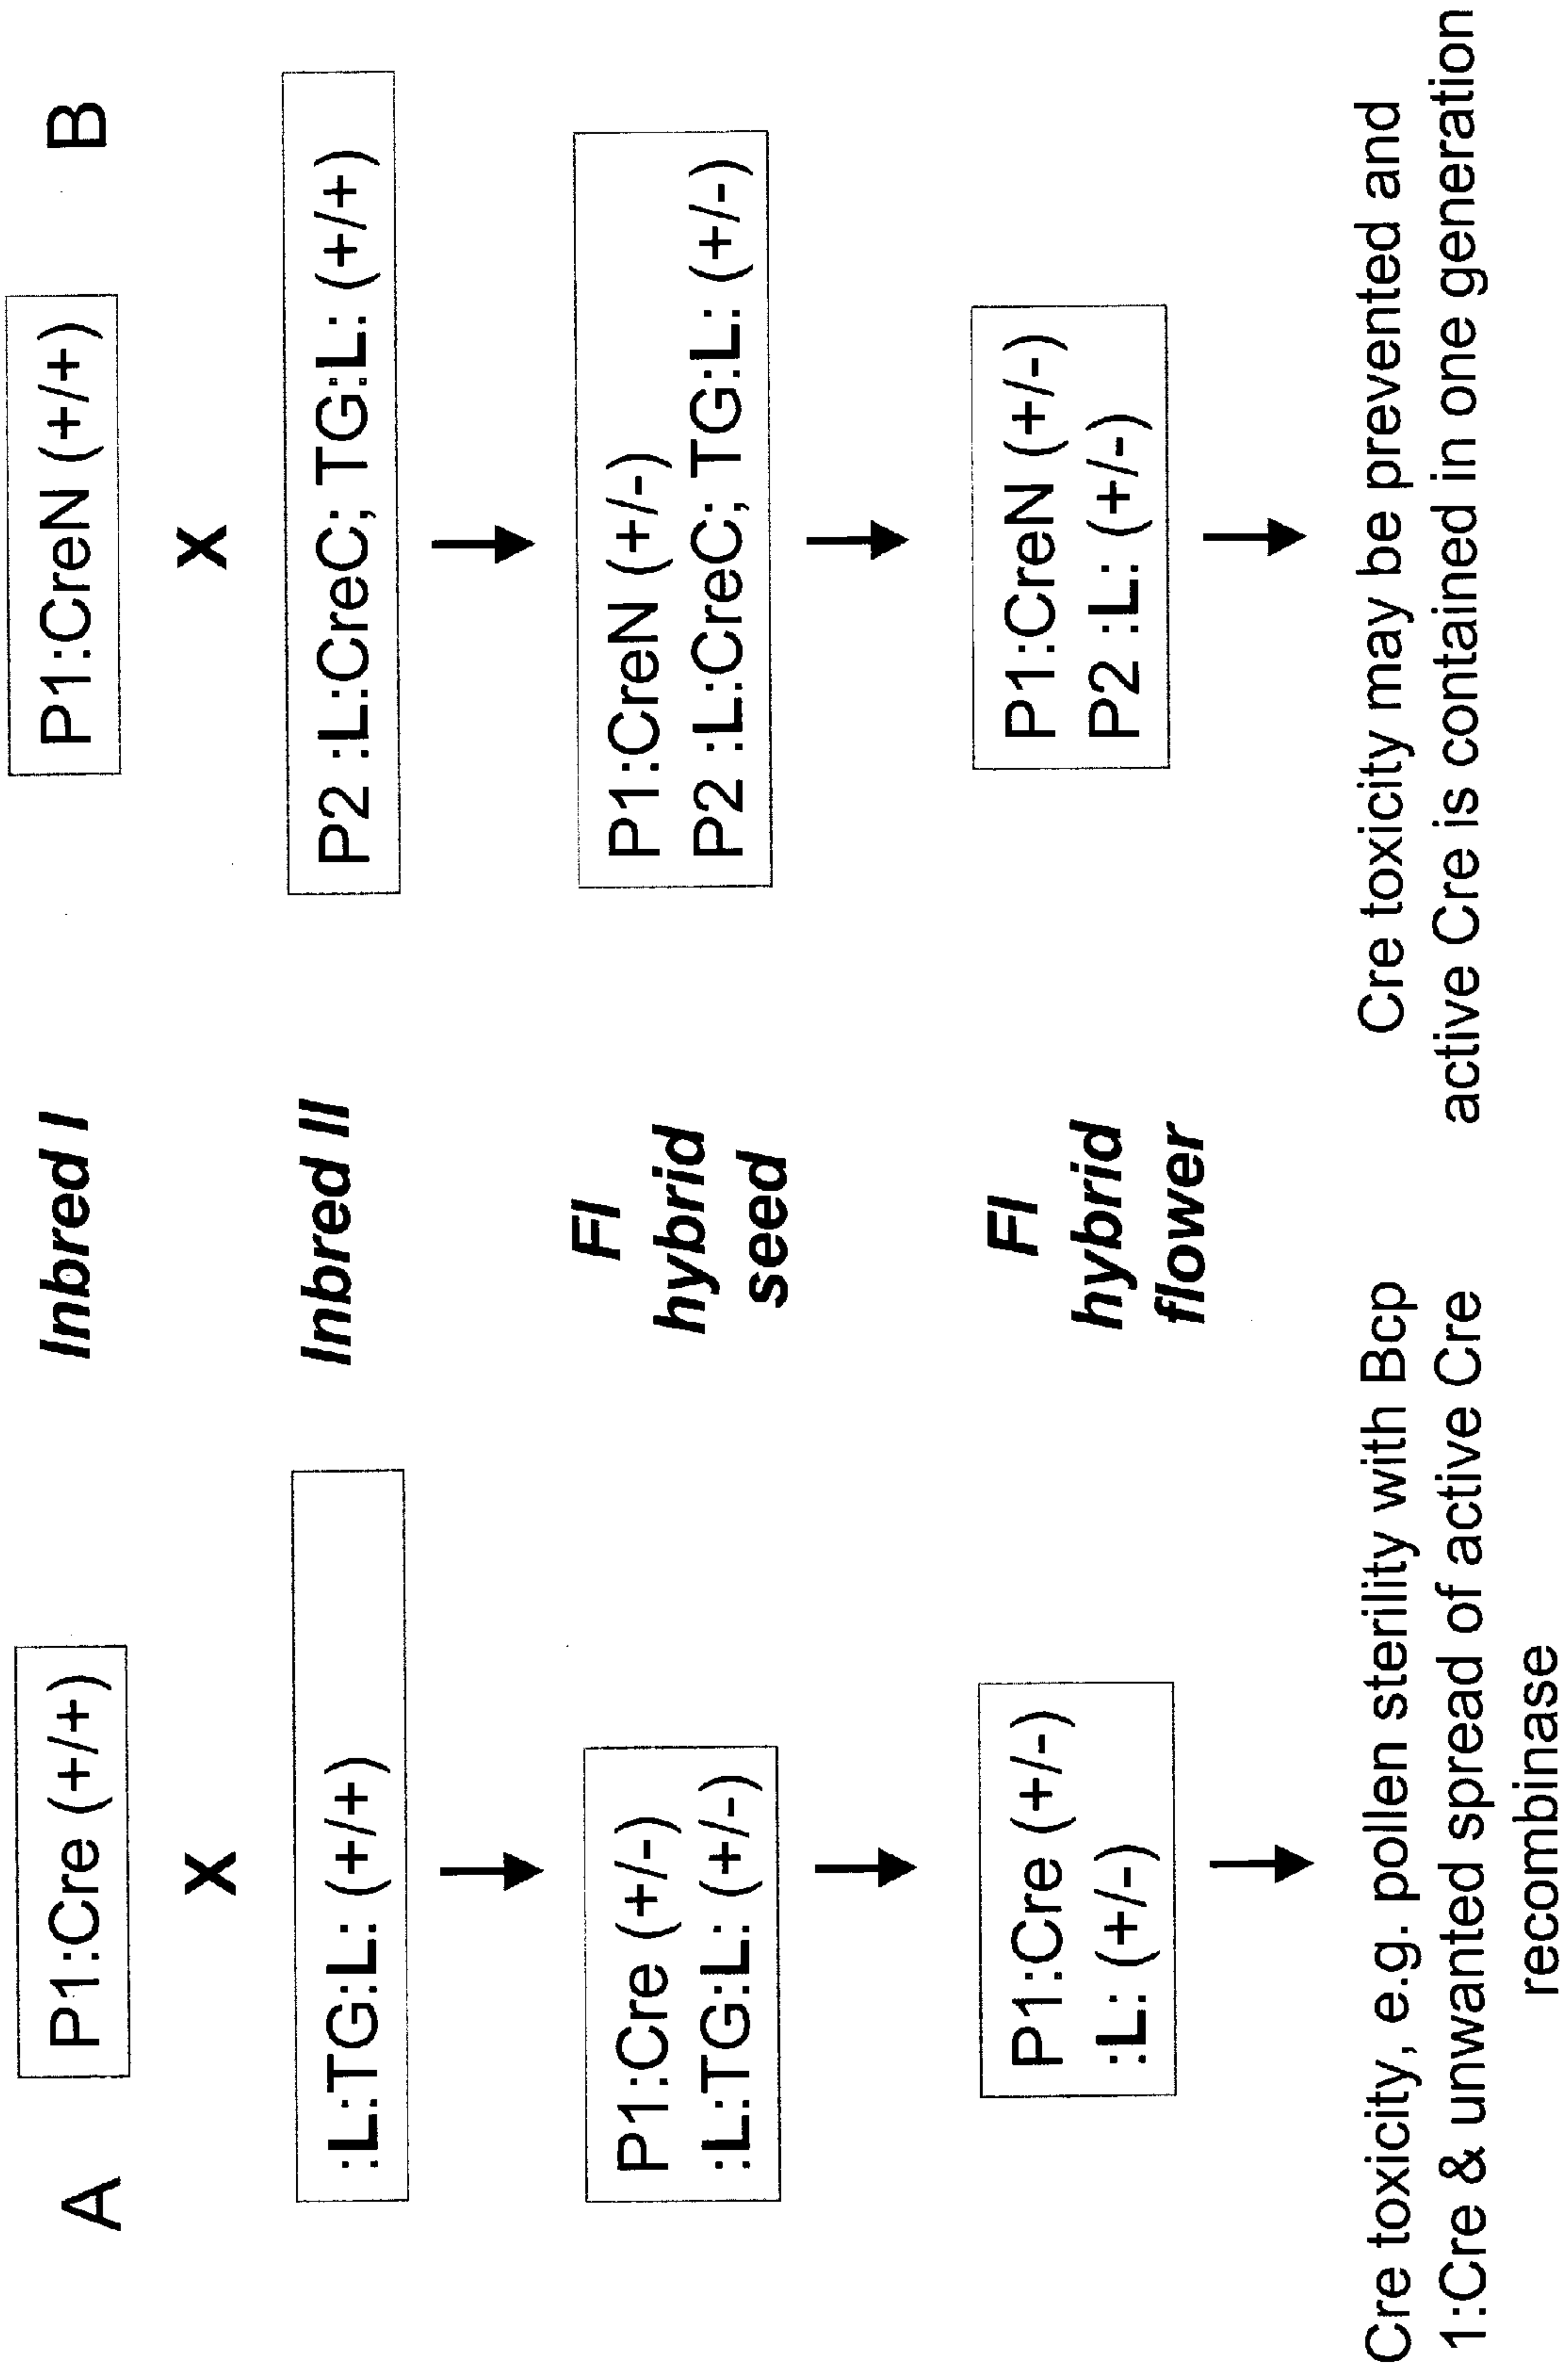 A
B
P1:Cre (+/+)
Inbred I
P1:CreN (+/+)
X
X
:L:TG:L: (+/+)
Inbred II
P2 :L:CreC; TG:L: (+/+)
P1:Cre (+/-)
:L:TG:L: (+/-)
FI
hybrid
seed
P1:CreN (+/-)
P2 :L:CreC; TG:L: (+/-)
P1:Cre (+/-)
:L: (+/-)
FI
hybrid
flower
P1:CreN (+/-)
P2 :L: (+/-)
Cre toxicity, e.g. pollen sterility with Bcp
1:Cre & unwanted spread of active Cre
recombinase
Cre toxicity may be prevented and
active Cre is contained in one generation